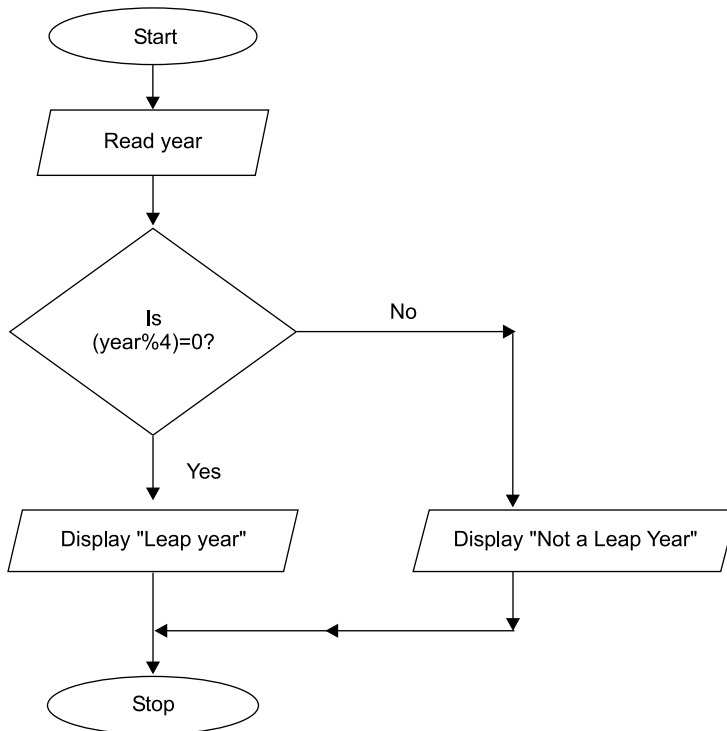 Start
Read year
Is
(year%4)=0?
No
Yes
Display "Leap year"
Display "Not a Leap Year"
Stop